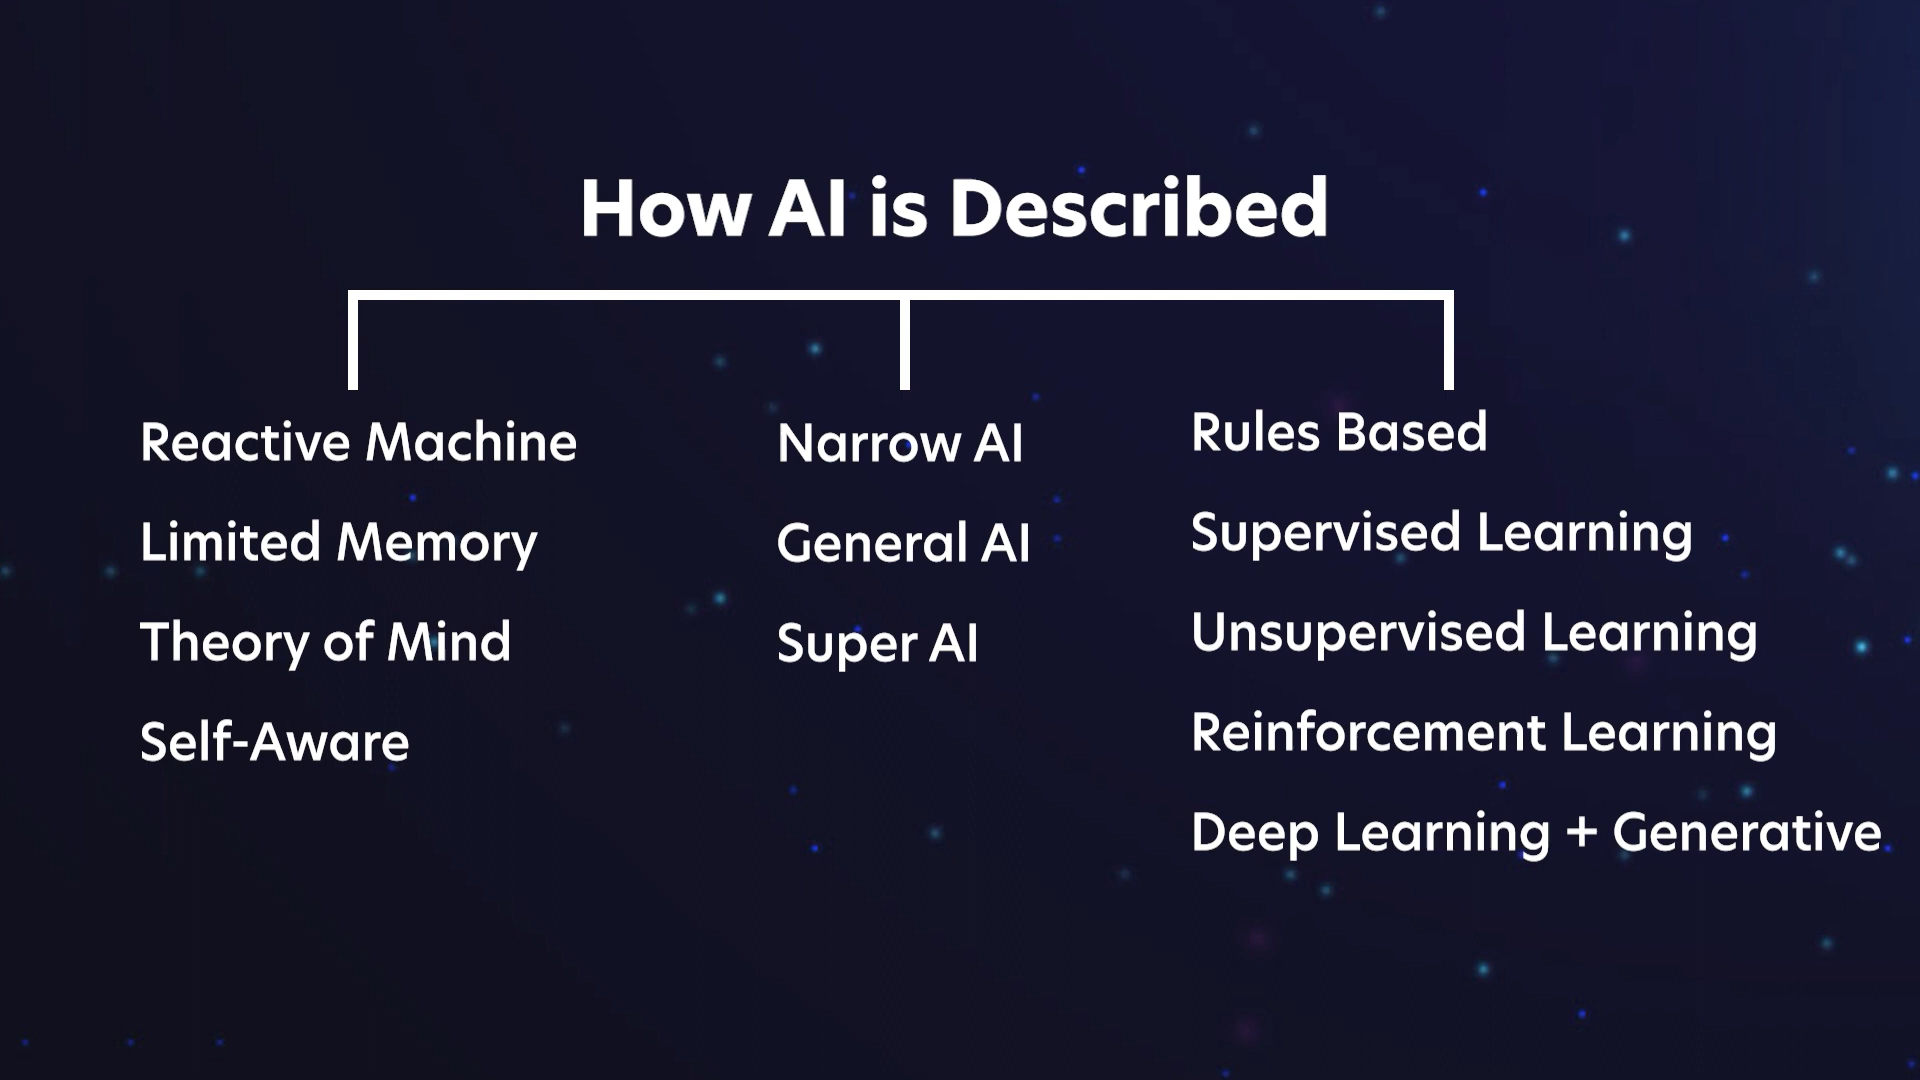 How AI is Described
Reactive Machine
Limited Memory
Theory of Mind
Self-Aware
Narrow AI
General AI
Super AI
Rules Based
Supervised Learning
Unsupervised Learning
Reinforcement Learning
Deep Learning + Generative